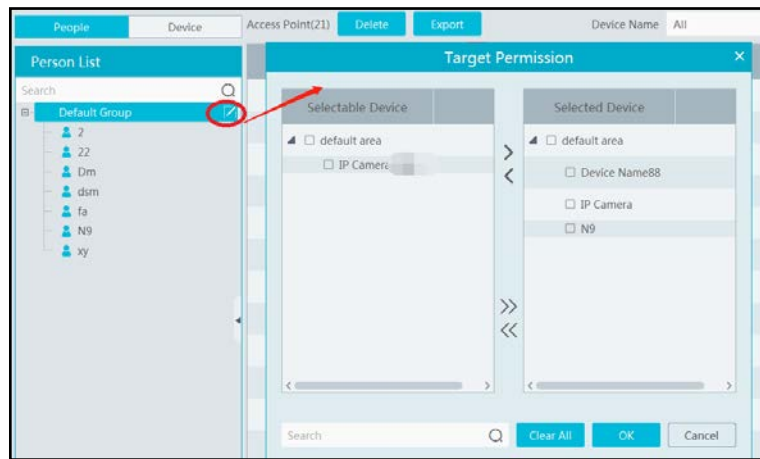 People
Device
Access Point(21)
Delete
Export
Device Name
All
Person List
Search
Default Group
2
22
Dm
dsm
fa
N9
xy
Target Permission
Selectable Device
default area
IP Camera
Selected Device
default area
Device Name88
IP Camera
N9
Search
Clear All
OK
Cancel